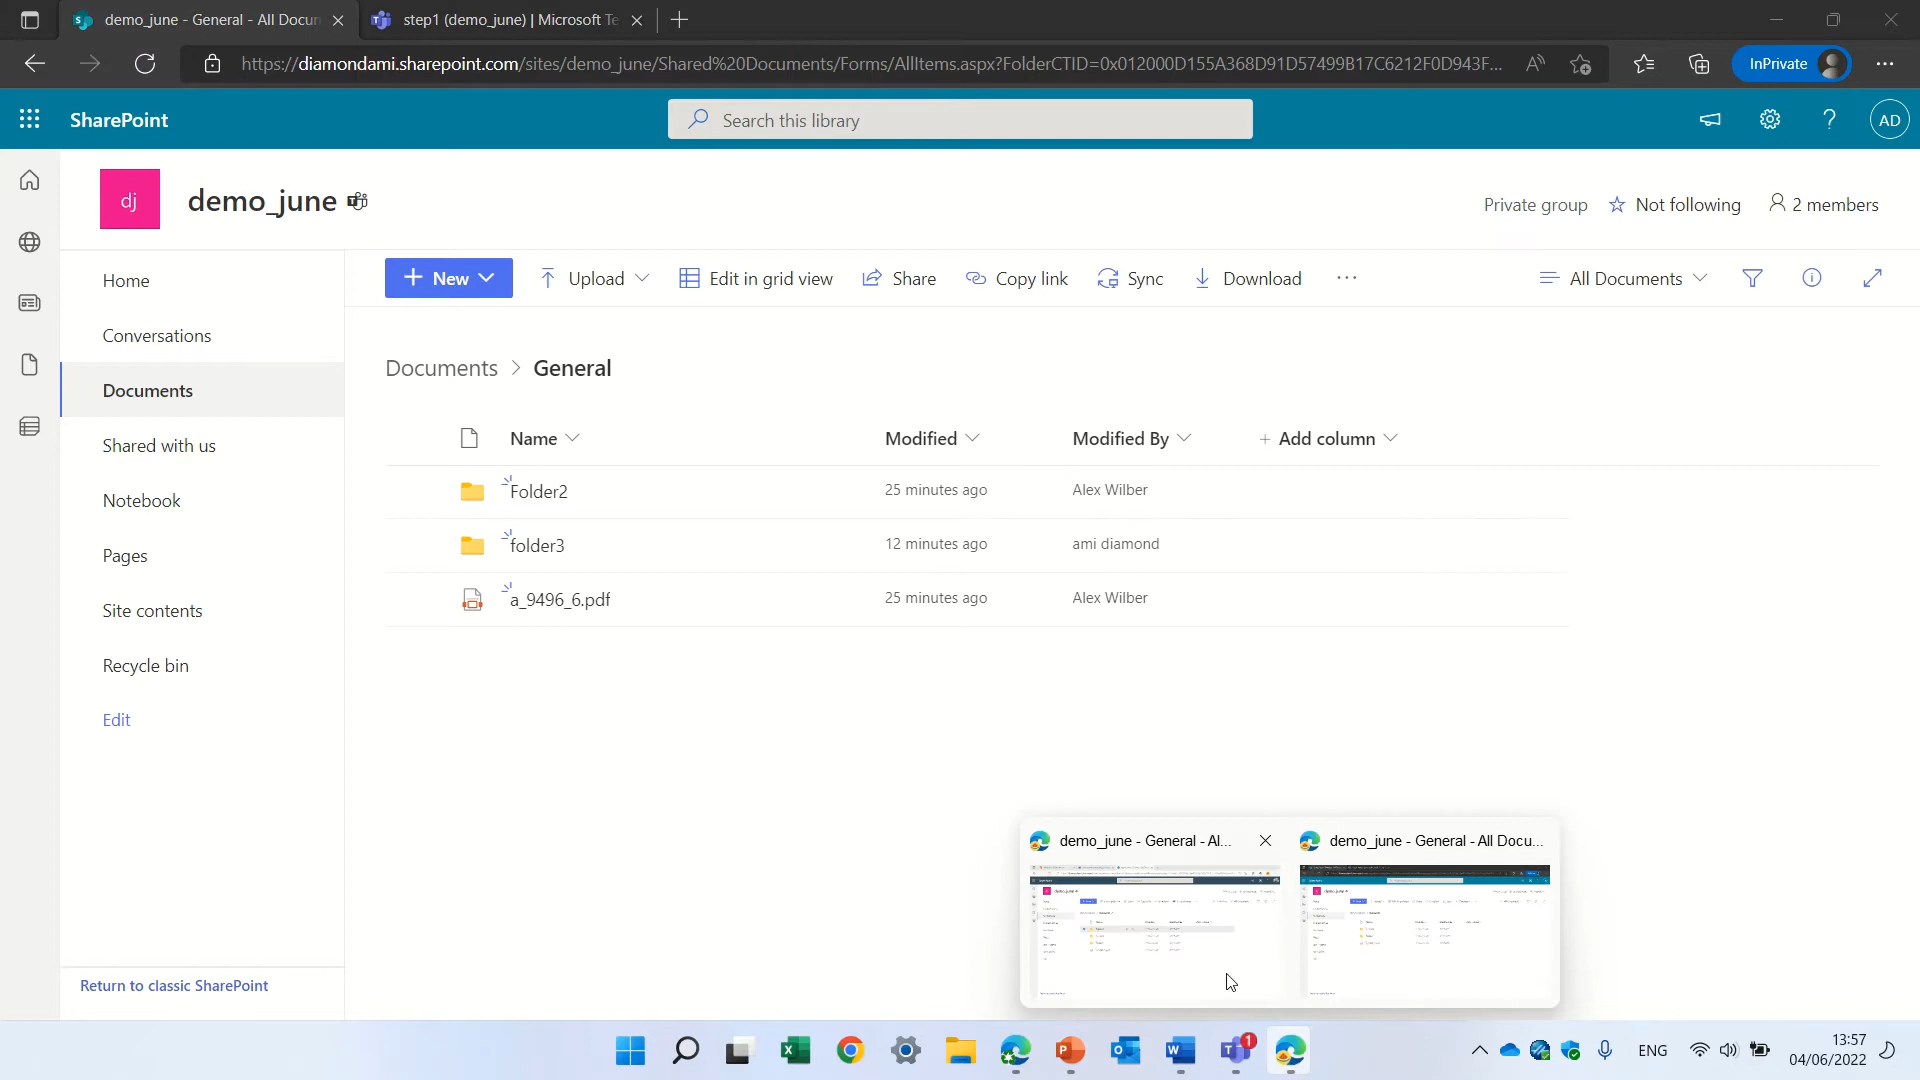 demo_june - General - All Docun
step1 (demo_june) | Microsoft Te
https://diamondami.sharepoint.com/sites/demo_june/Shared%20Documents/Forms/AllItems.aspx?FolderCTID=0x012000D155A368D91D57499B17C6212F0D943F...
InPrivate
SharePoint
Search this library
AD
dj
demo_june
Private group
Not following
2 members
Home
Conversations
Documents
Shared with us
Notebook
Pages
Site contents
Recycle bin
Edit
Return to classic SharePoint
New
Upload
Edit in grid view
Share
Copy link
Sync
Download
All Documents
Documents > General
Name
Modified
Modified By
+ Add column
Folder2
25 minutes ago
Alex Wilber
folder3
12 minutes ago
ami diamond
a_9496_6.pdf
25 minutes ago
Alex Wilber
demo_june - General - Al...
demo_june - General - All Docu...
1
ENG
13:57
04/06/2022